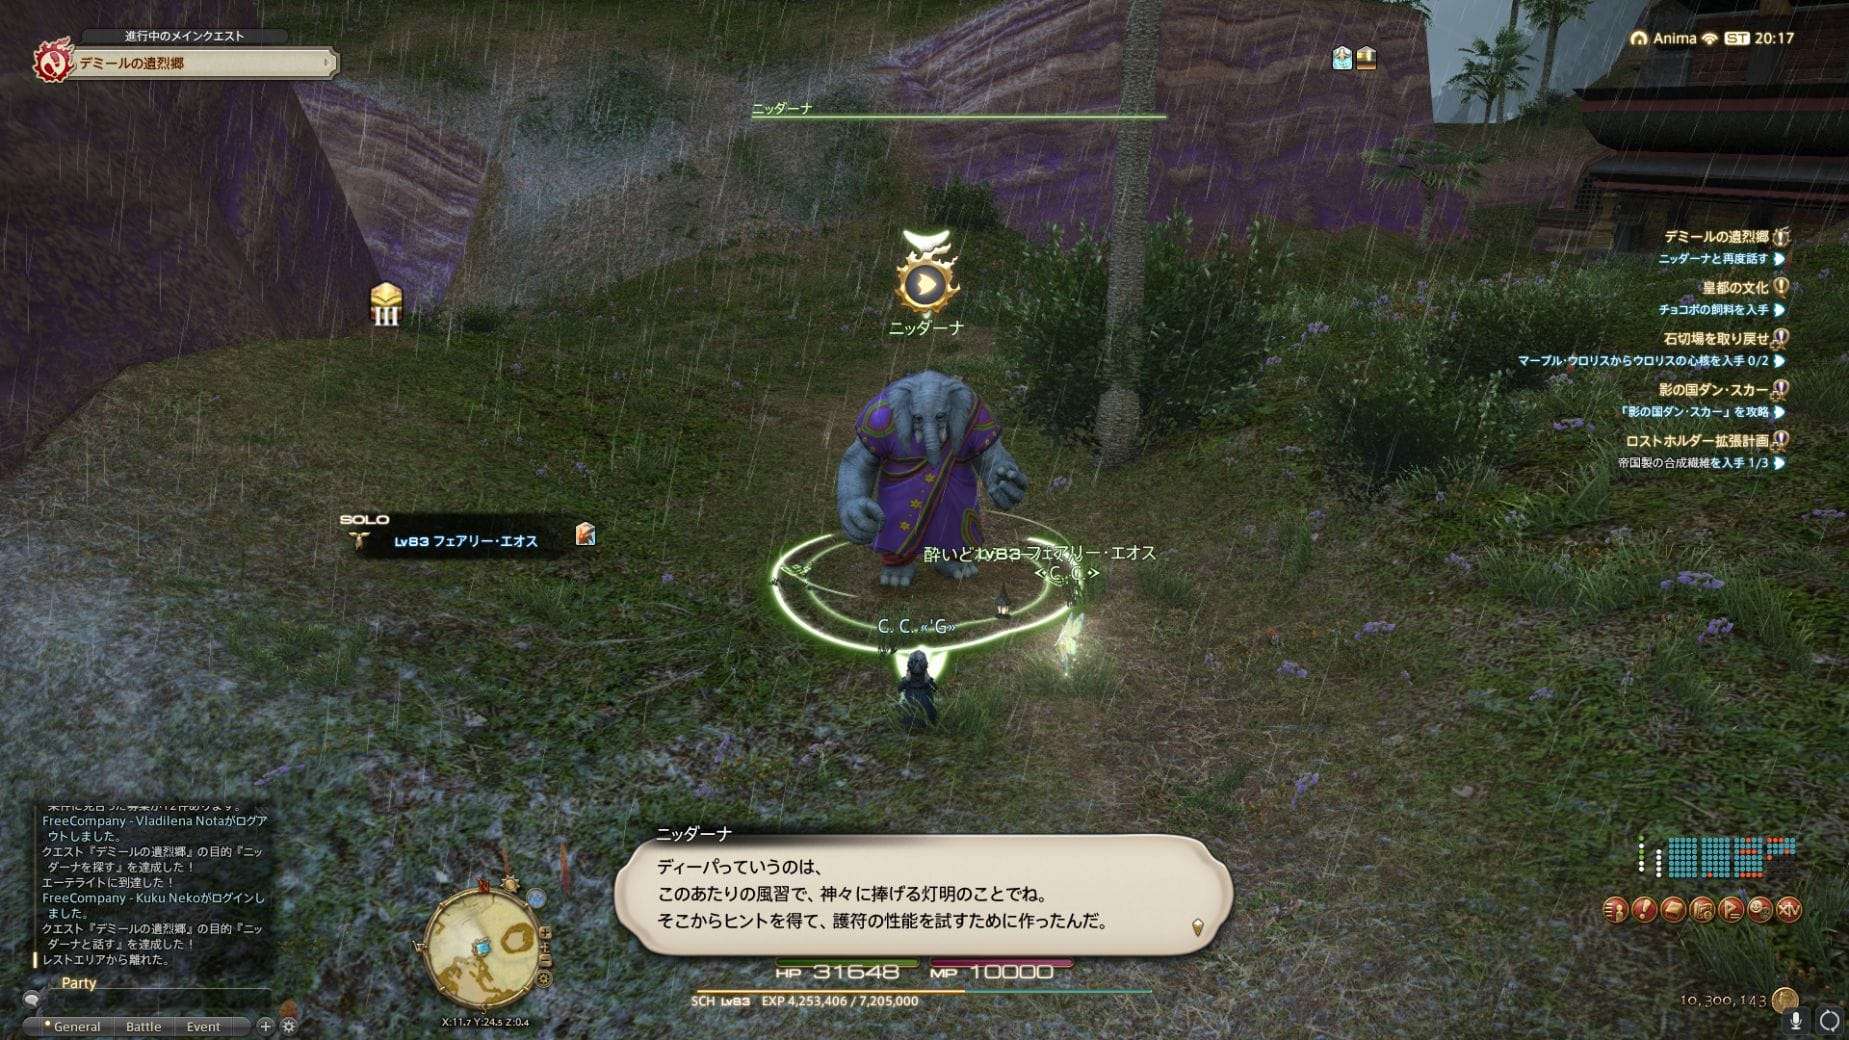 進行中のメインクエスト
デミールの遺烈郷
Anima ST 20:17
ニッダーナ
デミールの遺烈郷
ニッダーナと再度話す
皇都の文化
チョコボの飼料を入手
石切場を取り戻せ
マーブル・ウロリスからウロリスの心核を入手 0/2
影の国ダン・スカー
「影の国ダン・スカー」を攻略
ロストホルダー拡張計画
帝国製の合成繊維を入手 1/3
III
ニッダーナ
SOLO
Lv83 フェアリー・エオス
Lv83 フェアリー・エオス
C. C. «'G»
FreeCompany - Vladilena Notaがログア
ウトしました。
クエスト『デミールの遺烈郷』の目的『ニッ
ダーナを探す』を達成した！
エーテライトに到達した！
FreeCompany - Kuku Nekoがログインし
ました。
クエスト『デミールの遺烈郷』の目的『ニッ
ダーナと話す』を達成した！
レストエリアから離れた。
Party
General Battle Event
X:11.7 Y:24.5 Z:0.4
ニッダーナ
ディーパっていうのは、
このあたりの風習で、神々に捧げる灯明のことでね。
そこからヒントを得て、護符の性能を試すために作ったんだ。
HP 31648 MP 10000
SCH Lv83 EXP 4,253,406 / 7,205,000
XIV
10,300,143